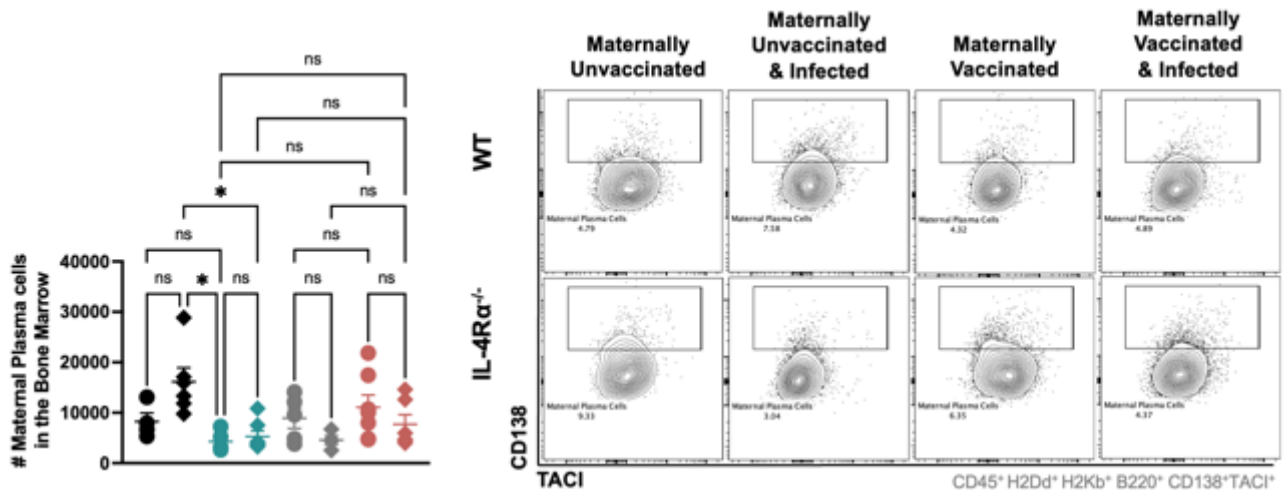 ns
ns
ns
ns
*
ns
ns
ns
ns
*
ns
ns
ns
# Maternal Plasma cells
in the Bone Marrow
40000
30000
20000
10000
0
Maternally
Unvaccinated
Maternally
Unvaccinated
& Infected
Maternally
Vaccinated
Maternally
Vaccinated
& Infected
WT
Maternal Plasma Cells
4.79
Maternal Plasma Cells
7.58
Maternal Plasma Cells
4.32
Maternal Plasma Cells
4.89
IL-4Rα⁻/⁻
Maternal Plasma Cells
9.33
Maternal Plasma Cells
3.04
Maternal Plasma Cells
6.35
Maternal Plasma Cells
4.37
CD138
TACI
CD45⁺ H2Dd⁺ H2Kb⁺ B220⁺ CD138⁺TACI⁺